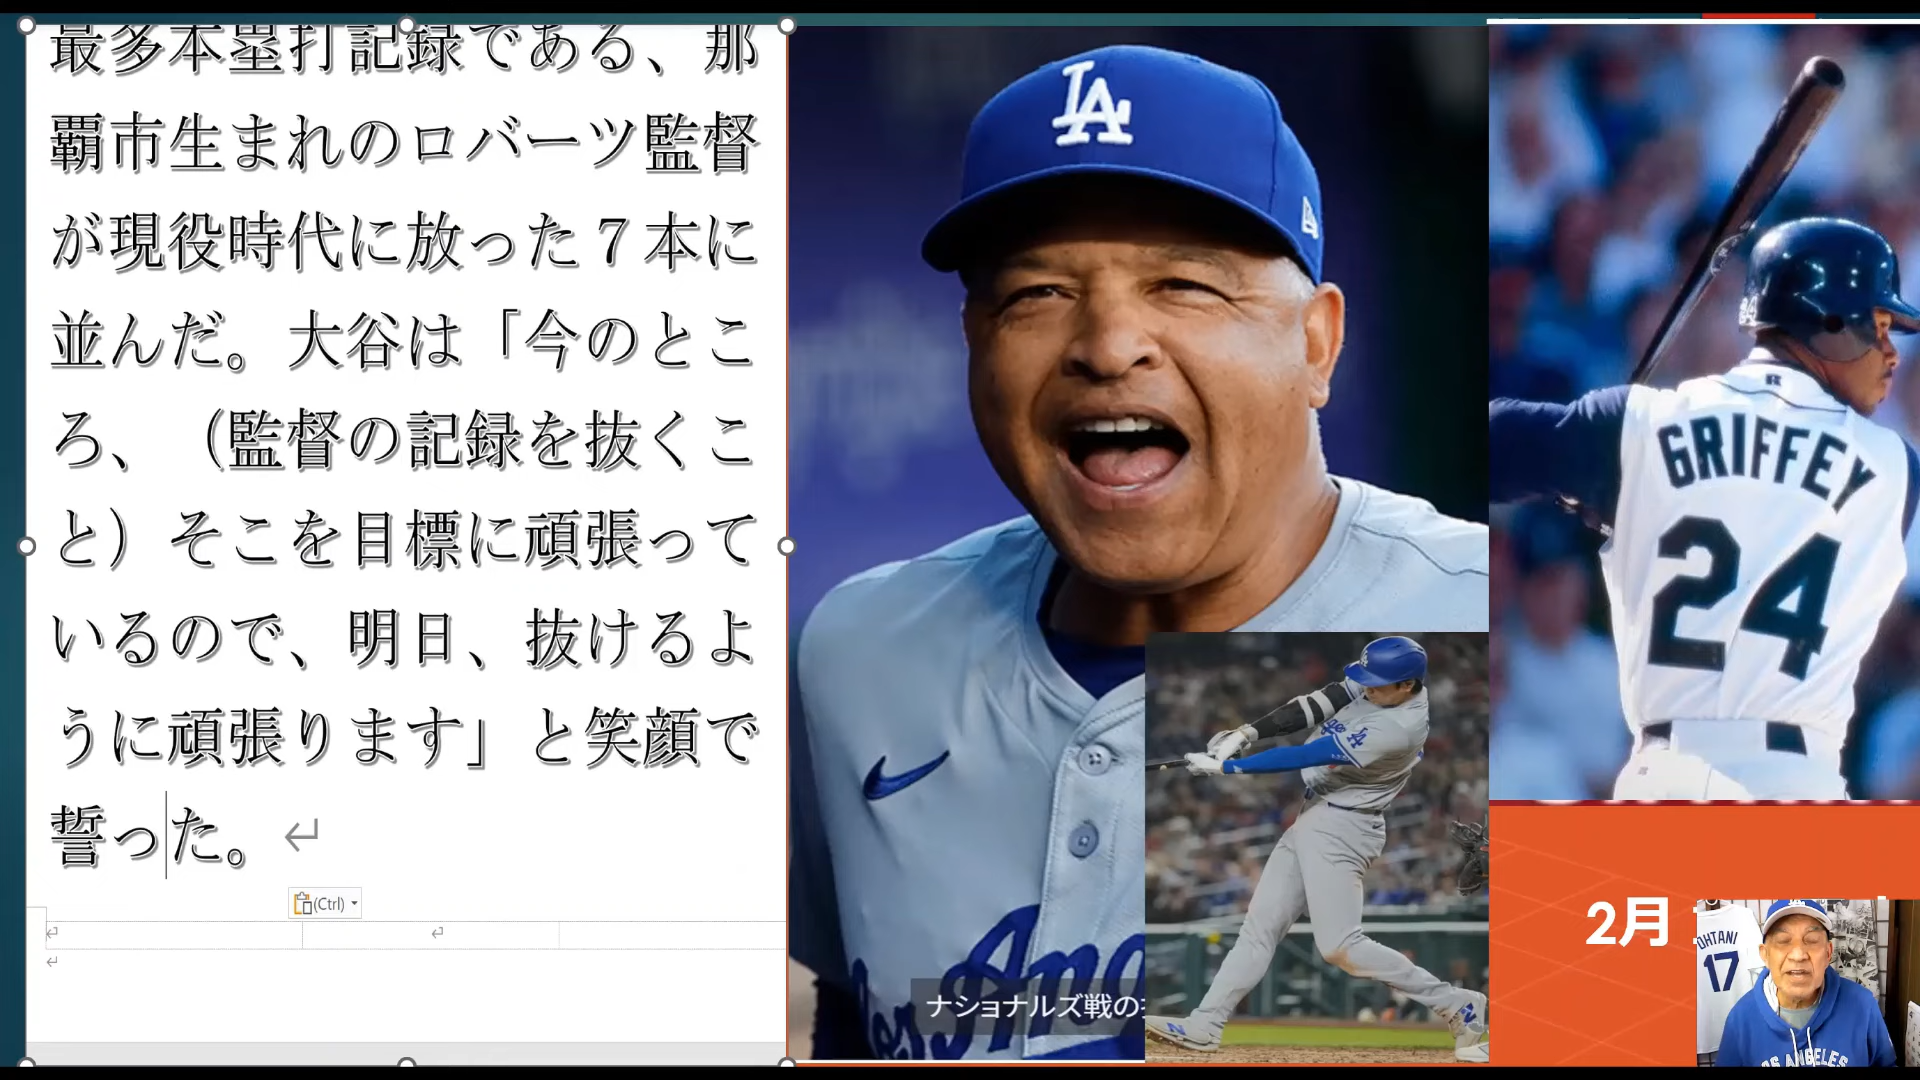 最多本塁打記録である、那
覇市生まれのロバーツ監督
が現役時代に放った７本に
並んだ。大谷は「今のとこ
ろ、（監督の記録を抜くこ
と）そこを目標に頑張って
いるので、明日、抜けるよ
うに頑張ります」と笑顔で
誓った。
(Ctrl)
LA
ナショナルズ戦の
GRIFFEY
24
2月
OHTANI
17
LOS ANGELES